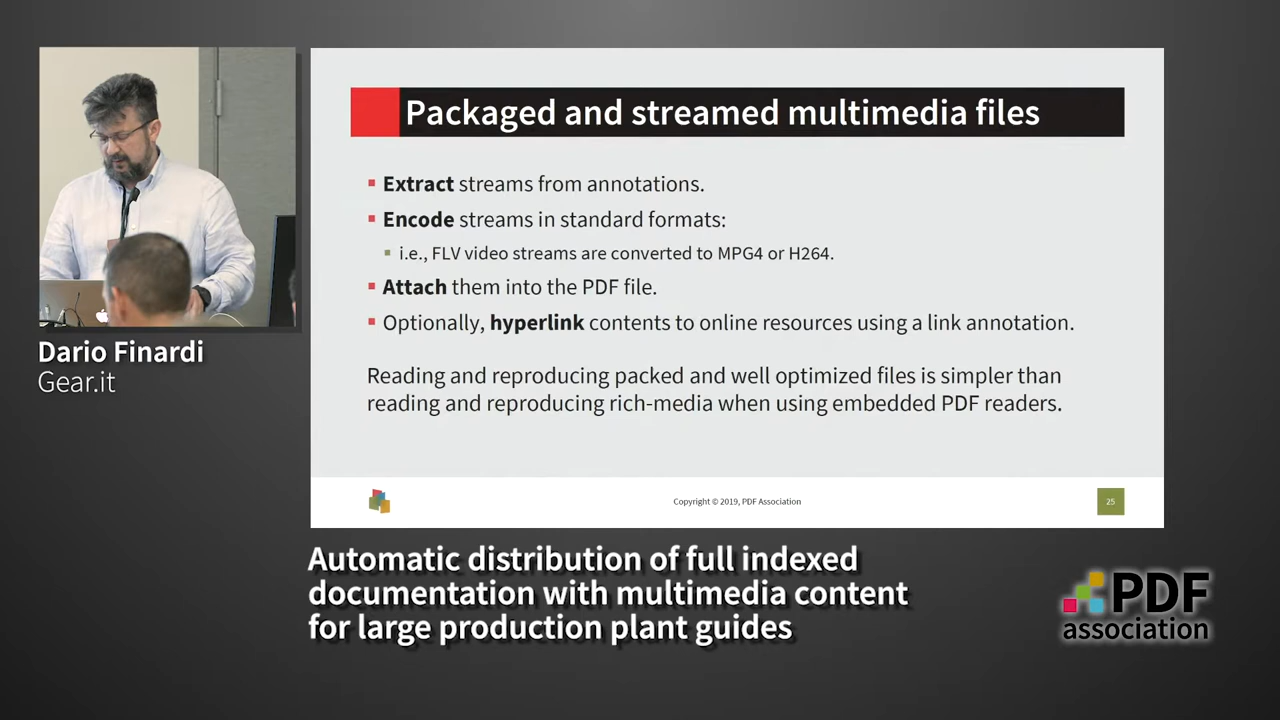 Packaged and streamed multimedia files
Extract streams from annotations.
Encode streams in standard formats:
i.e., FLV video streams are converted to MPG4 or H264.
Attach them into the PDF file.
Optionally, hyperlink contents to online resources using a link annotation.
Reading and reproducing packed and well optimized files is simpler than
reading and reproducing rich-media when using embedded PDF readers.
Copyright © 2019, PDF Association
25
Dario Finardi
Gear.it
Automatic distribution of full indexed
documentation with multimedia content
for large production plant guides
PDF
association